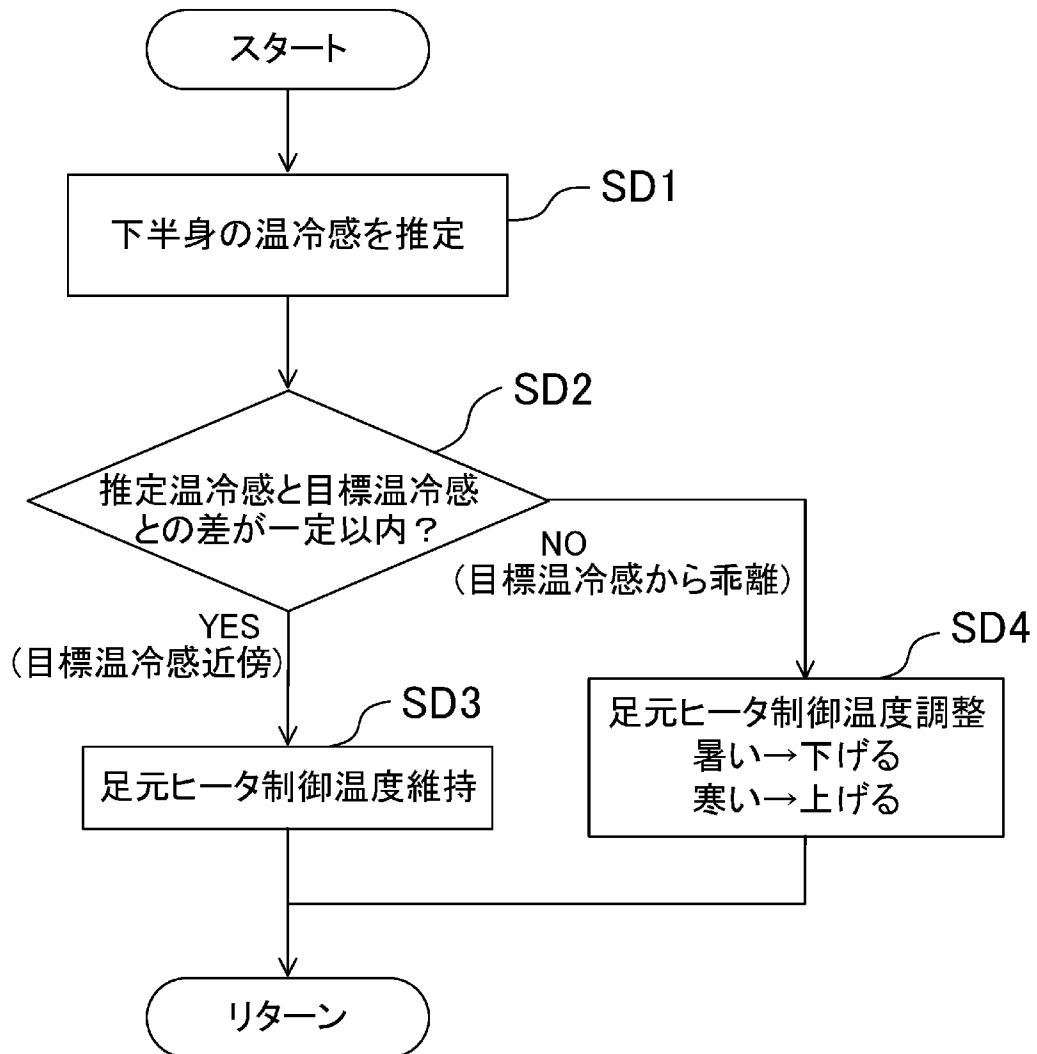 スタート
SD1
下半身の温冷感を推定
SD2
推定温冷感と目標温冷感
との差が一定以内？
NO
（目標温冷感から乖離）
YES
（目標温冷感近傍）
SD4
足元ヒータ制御温度調整
暑い→下げる
寒い→上げる
SD3
足元ヒータ制御温度維持
リターン